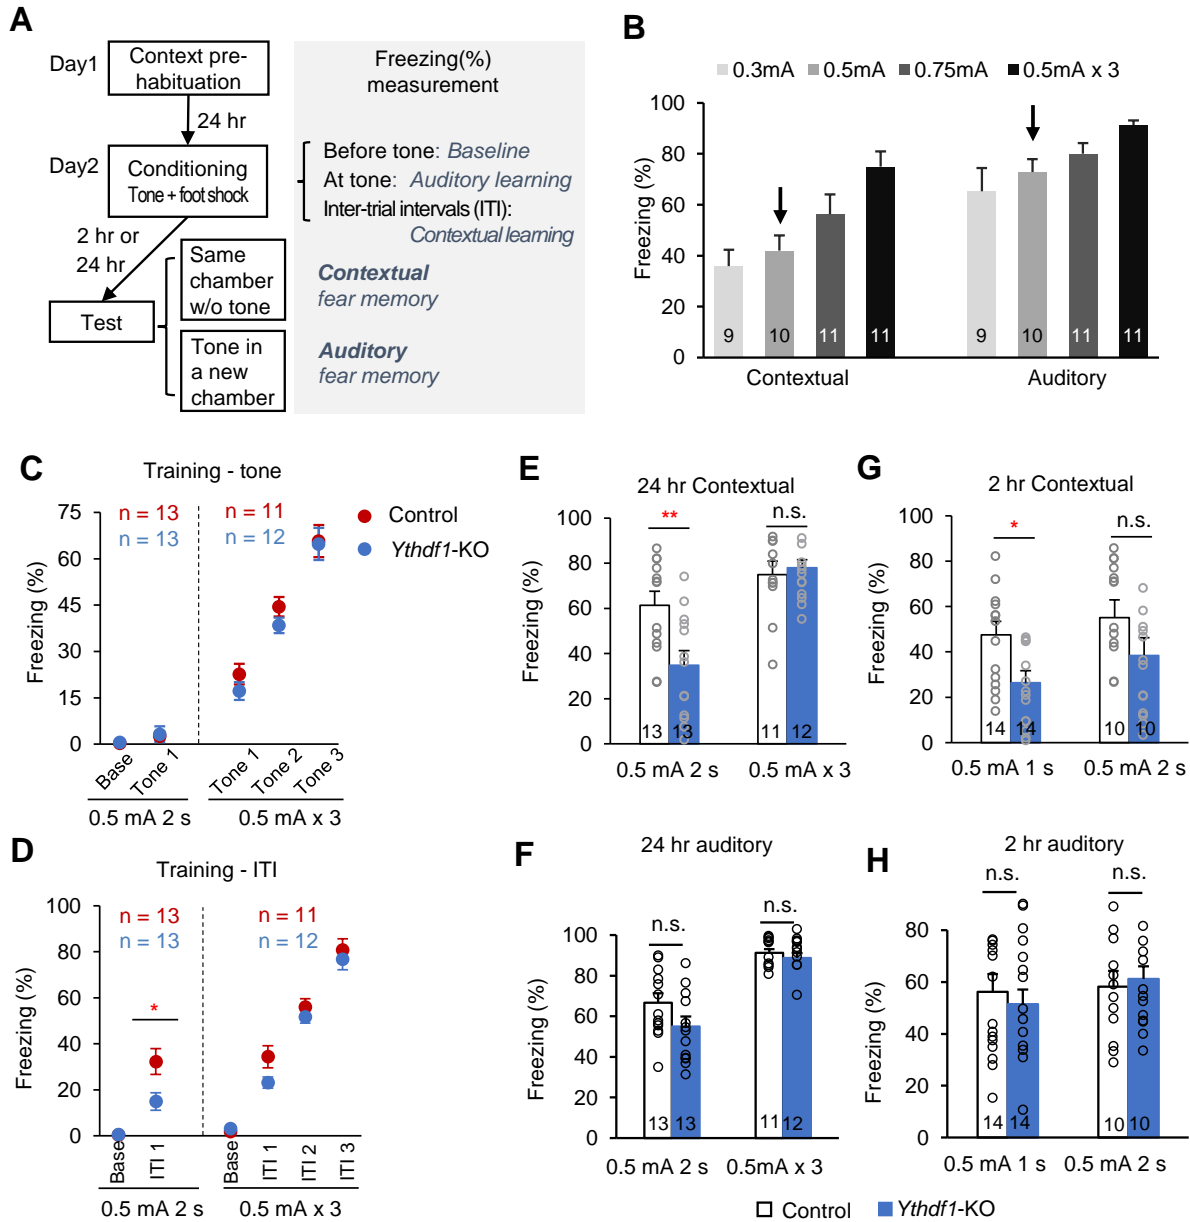 A
Day1
Context pre-
habituation
24 hr
Day2
Conditioning
Tone + foot shock
2 hr or
24 hr
Test
Same
chamber
w/o tone
Tone in
a new
chamber
Freezing(%)
measurement
Before tone: Baseline
At tone: Auditory learning
Inter-trial intervals (ITI):
Contextual learning
Contextual
fear memory
Auditory
fear memory
B
0.3mA 0.5mA 0.75mA 0.5mA x 3
Freezing (%)
100
80
60
40
60
0
9 10 11 11 9 10 11 11
Contextual Auditory
C
Training - tone
n = 13 n = 11
n = 13 n = 12
Control
Ythdf1-KO
Freezing (%)
75
60
45
30
15
0
Base Tone 1 Tone 1 Tone 2 Tone 3
0.5 mA 2 s 0.5 mA x 3
D
Training - ITI
n = 13 n = 11
n = 13 n = 12
*
Freezing (%)
100
80
60
40
20
0
Base ITI 1 Base ITI 1 ITI 2 ITI 3
0.5 mA 2 s 0.5 mA x 3
E
24 hr Contextual
** n.s.
Freezing (%)
100
80
60
40
20
0
13 13 11 12
0.5 mA 2 s 0.5 mA x 3
F
24 hr auditory
n.s. n.s.
Freezing (%)
100
80
60
40
20
0
13 13 11 12
0.5 mA 2 s 0.5mA x 3
G
2 hr Contextual
* n.s.
Freezing (%)
100
80
60
40
20
0
14 14 10 10
0.5 mA 1 s 0.5 mA 2 s
H
2 hr auditory
n.s. n.s.
Freezing (%)
80
60
40
20
0
14 14 10 10
0.5 mA 1 s 0.5 mA 2 s
Control Ythdf1-KO